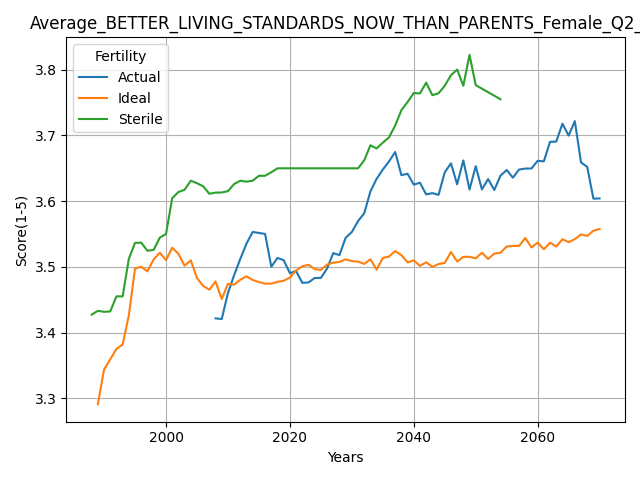 Average_BETTER_LIVING_STANDARDS_NOW_THAN_PARENTS_Female_Q2_
Fertility
Actual
Ideal
Sterile
Score(1-5)
3.8
3.7
3.6
3.5
3.4
3.3
2000
2020
2040
2060
Years